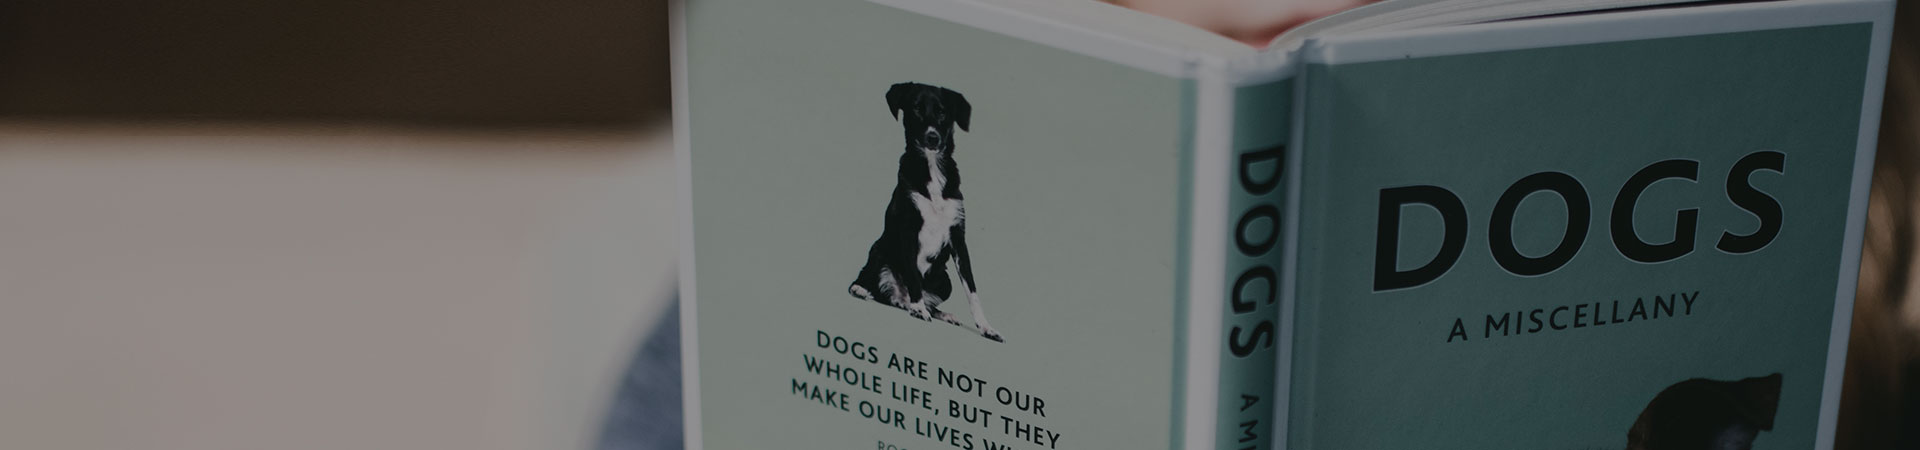 DOGS ARE NOT OUR
WHOLE LIFE, BUT THEY
MAKE OUR LIVES
DOGS
DOGS
A MISCELLANY